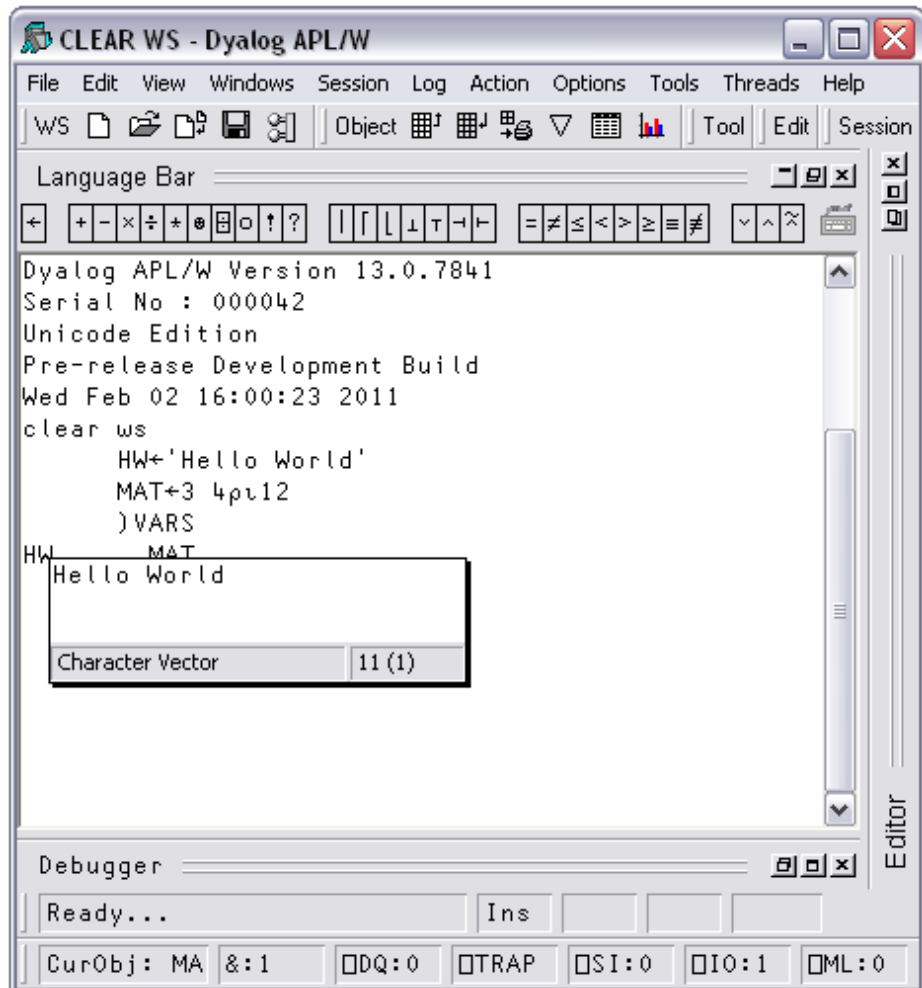 CLEAR WS - Dyalog APL/W
File Edit View Windows Session Log Action Options Tools Threads Help
WS Object Tool Edit Session
Language Bar
← + - × ÷ * ⍟ ⌹ ○ ! ? | ⌈ ⌊ ⊥ ⊤ ⊣ ⊢ = ≠ ≤ < > ≥ ≡ ≢ ∨ ∧ ⍲
Dyalog APL/W Version 13.0.7841
Serial No : 000042
Unicode Edition
Pre-release Development Build
Wed Feb 02 16:00:23 2011
clear ws
HW←'Hello World'
MAT←3 4⍴⍳12
)VARS
HW MAT
Hello World
Character Vector 11 (1)
Editor
Debugger
Ready... Ins
CurObj: MA &:1 ⎕DQ:0 ⎕TRAP ⎕SI:0 ⎕IO:1 ⎕ML:0